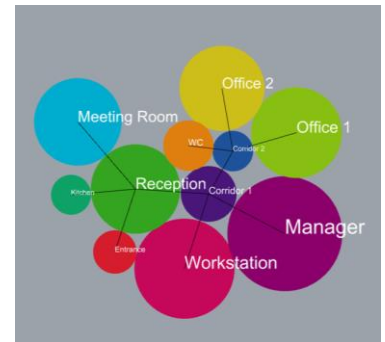 Office 2
Meeting Room
Office 1
WC
Corridor 2
Reception
Kitchen
Corridor 1
Manager
Entrance
Workstation